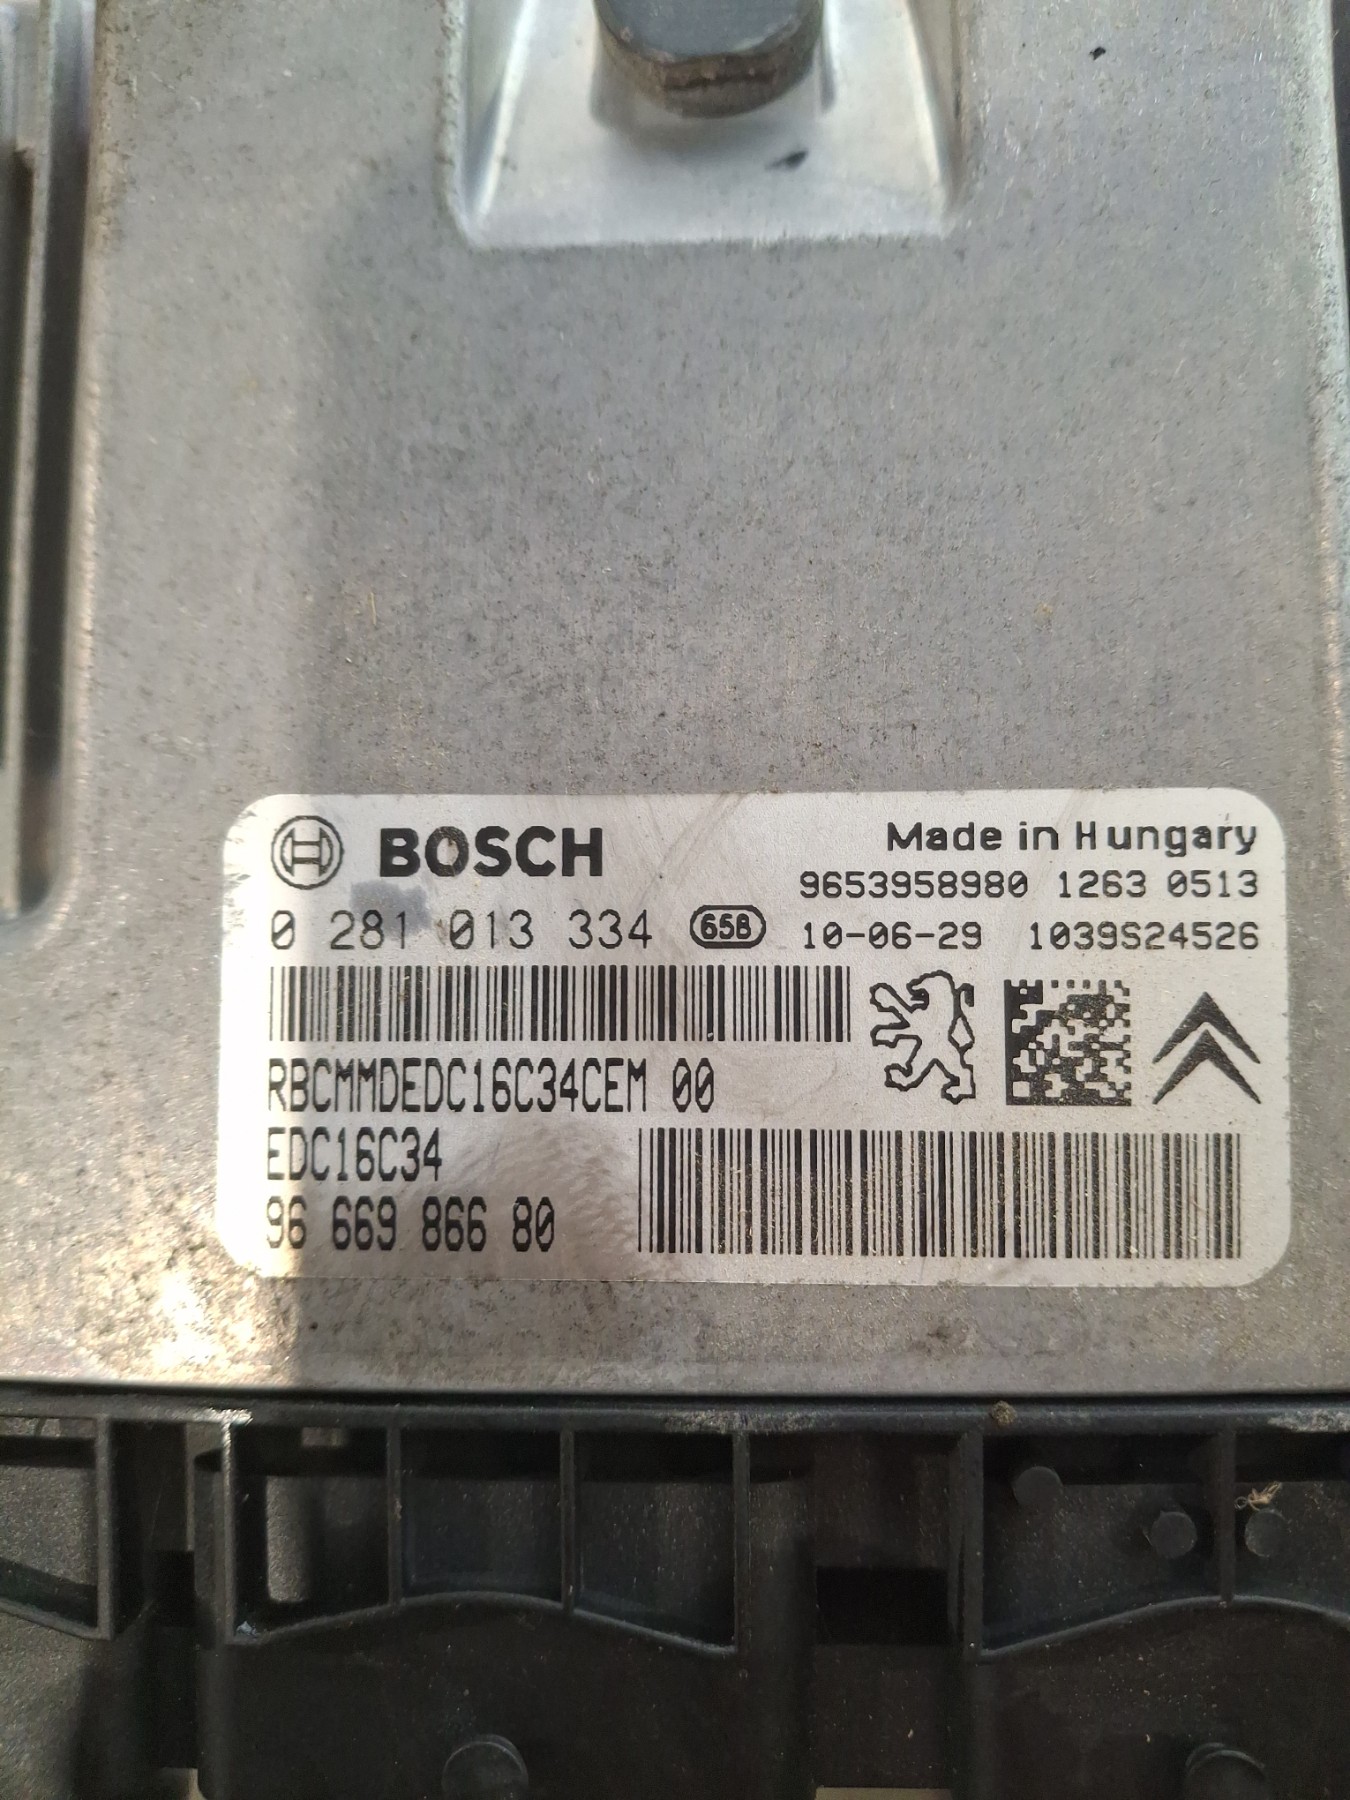 BOSCH
Made in Hungary
9653958980 1263 0513
0 281 013 334 65B 10-06-29 1039S24526
RBCMMDEDC16C34CEM 00
EDC16C34
96 669 866 80